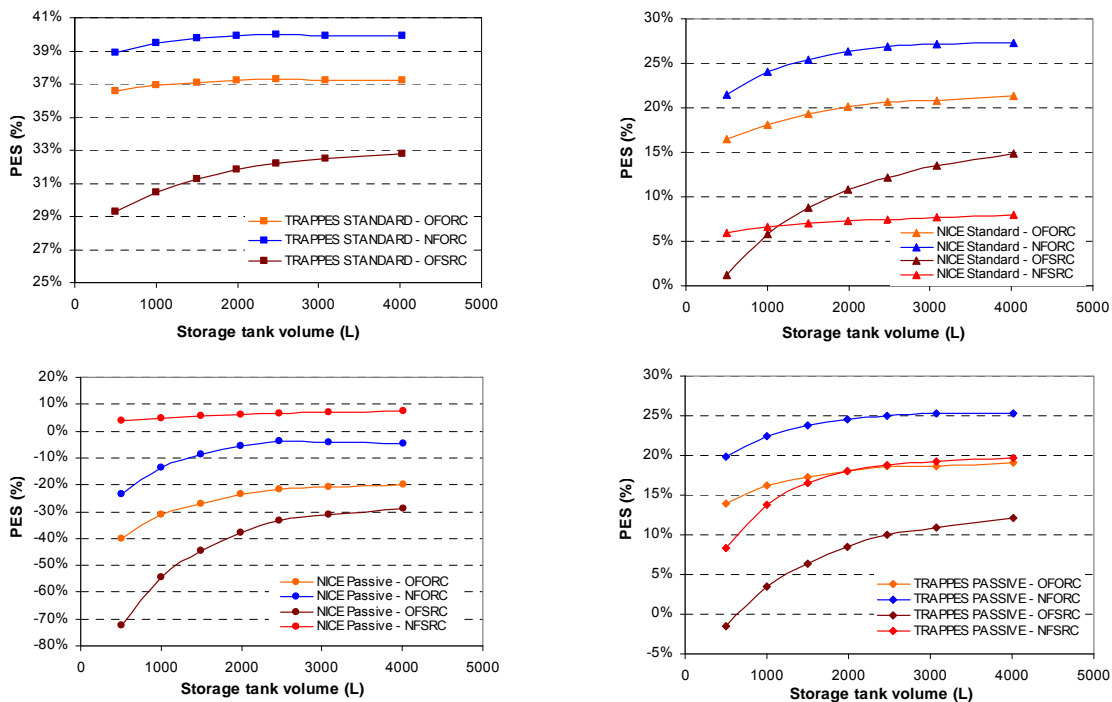 41%
39%
37%
35%
33%
31%
29%
27%
25%
PES (%)
0 1000 2000 3000 4000 5000
Storage tank volume (L)
TRAPPES STANDARD - OFORC
TRAPPES STANDARD - NFORC
TRAPPES STANDARD - OFSRC
30%
25%
20%
15%
10%
5%
0%
PES (%)
0 1000 2000 3000 4000 5000
Storage tank volume (L)
NICE Standard - OFORC
NICE Standard - NFORC
NICE Standard - OFSRC
NICE Standard - NFSRC
20%
10%
0%
-10%
-20%
-30%
-40%
-50%
-60%
-70%
-80%
PES (%)
0 1000 2000 3000 4000 5000
Storage tank volume (L)
NICE Passive - OFORC
NICE Passive - NFORC
NICE Passive - OFSRC
NICE Passive - NFSRC
30%
25%
20%
15%
10%
5%
0%
-5%
PES (%)
0 1000 2000 3000 4000 5000
Storage tank volume (L)
TRAPPES PASSIVE - OFORC
TRAPPES PASSIVE - NFORC
TRAPPES PASSIVE - OFSRC
TRAPPES PASSIVE - NFSRC